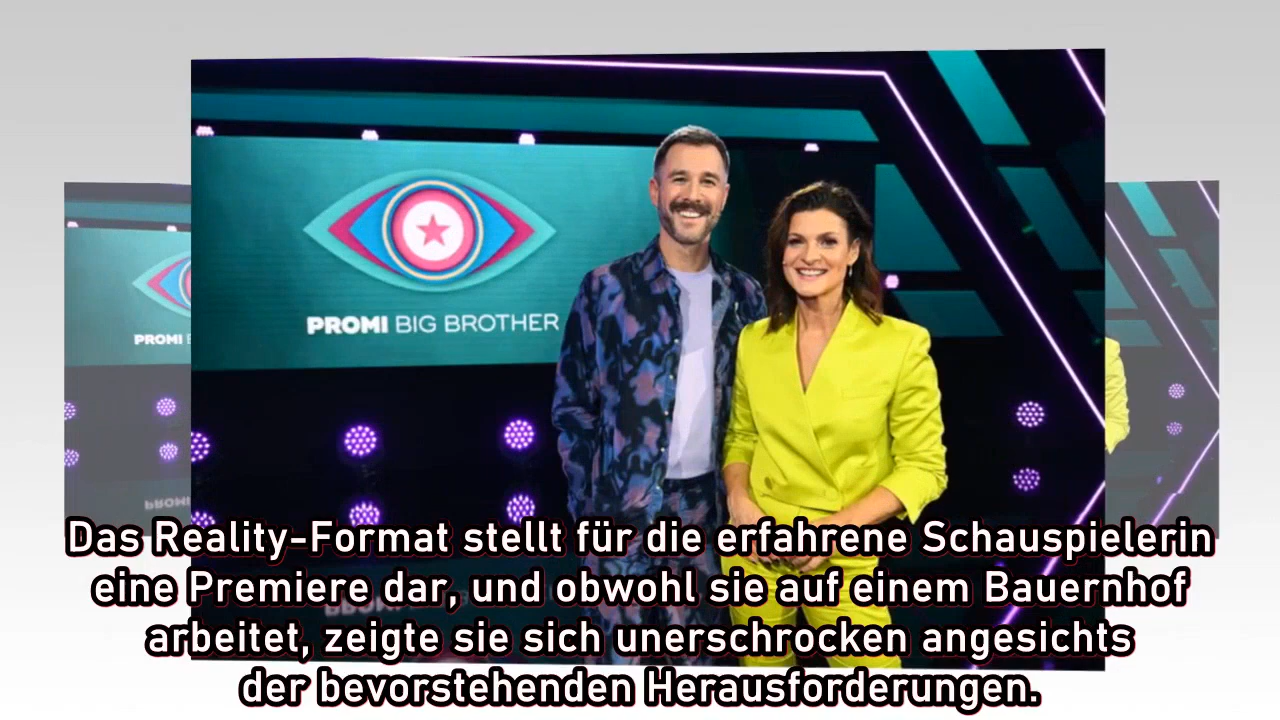 PROMI BIG BROTHER
PROMI
Das Reality-Format stellt für die erfahrene Schauspielerin
eine Premiere dar, und obwohl sie auf einem Bauernhof
arbeitet, zeigte sie sich unerschrocken angesichts
der bevorstehenden Herausforderungen.